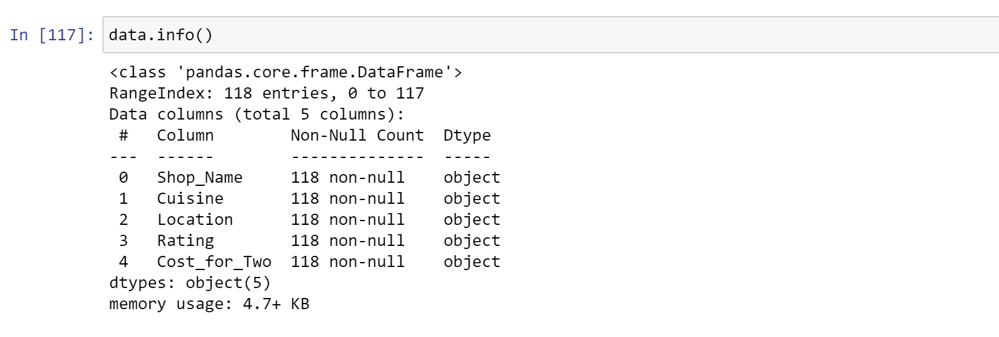 In [117]: data.info()
<class 'pandas.core.frame.DataFrame'>
RangeIndex: 118 entries, 0 to 117
Data columns (total 5 columns):
 #   Column        Non-Null Count  Dtype
---  ------        --------------  -----
 0   Shop_Name     118 non-null    object
 1   Cuisine       118 non-null    object
 2   Location      118 non-null    object
 3   Rating        118 non-null    object
 4   Cost_for_Two  118 non-null    object
dtypes: object(5)
memory usage: 4.7+ KB